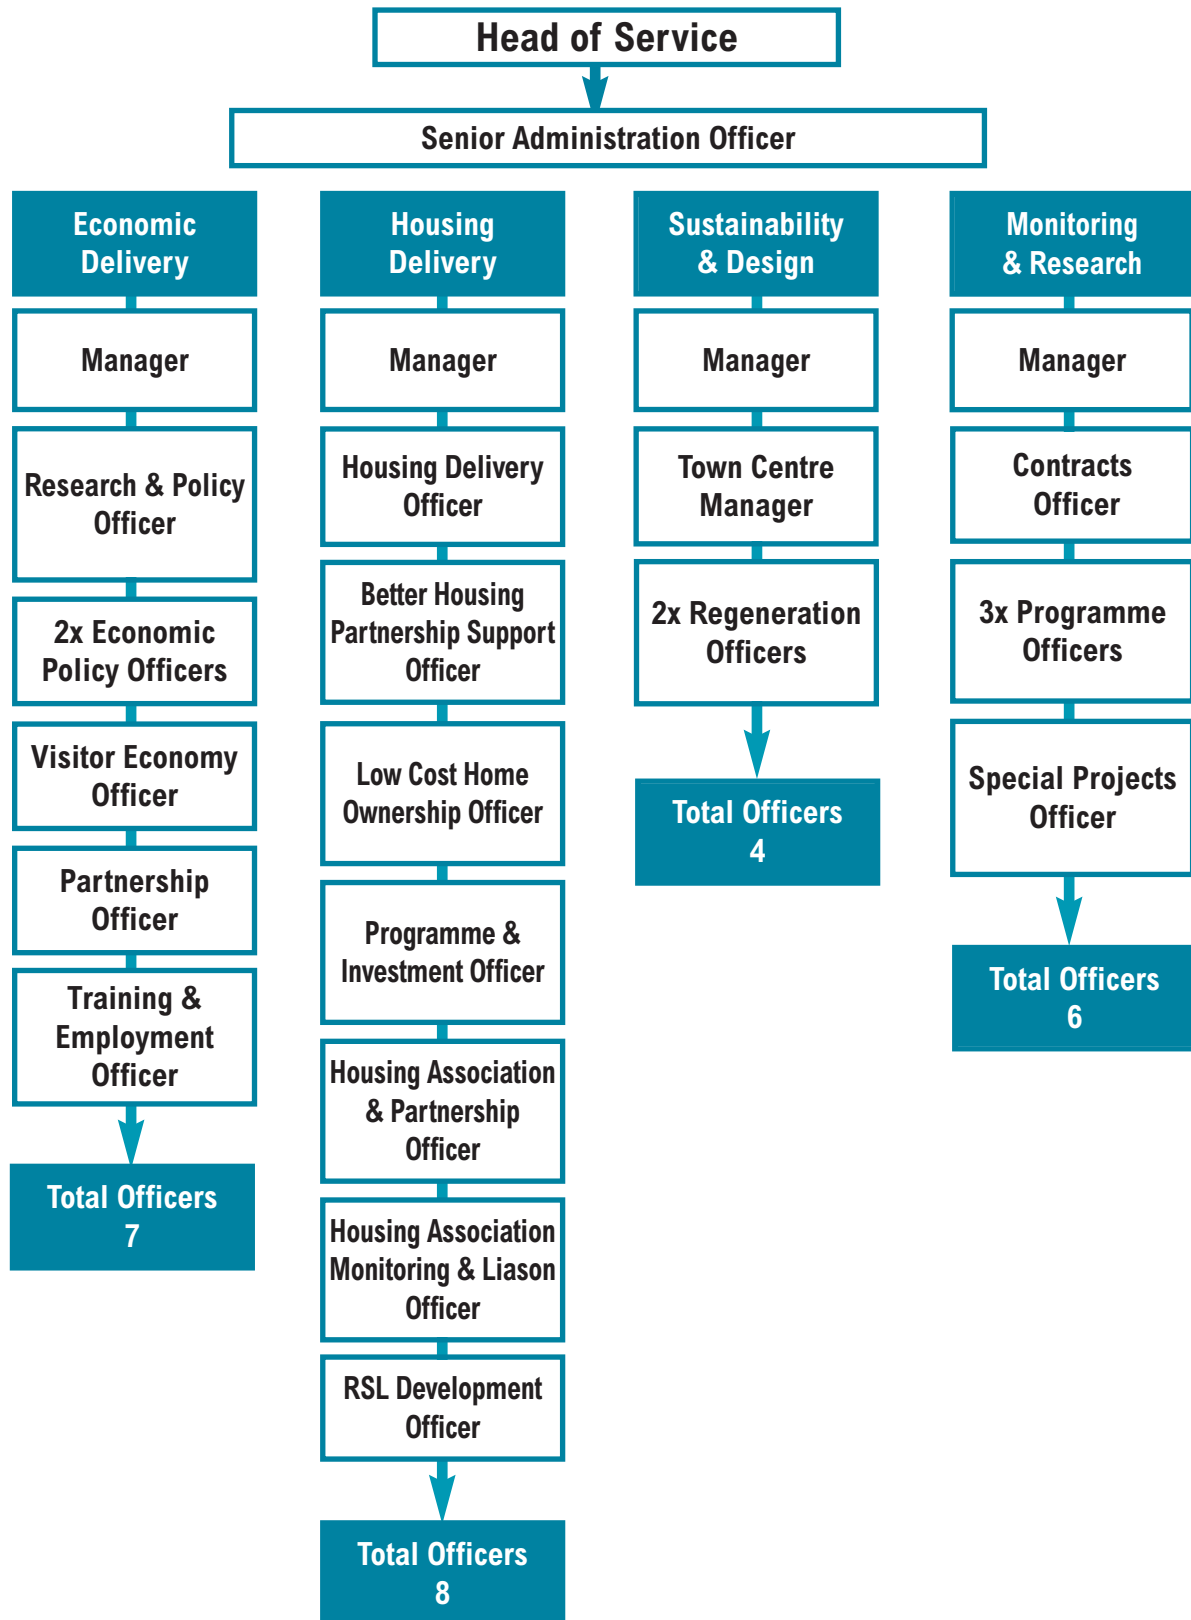 Head of Service
Senior Administration Officer
Economic
Delivery
Manager
Research & Policy
Officer
2x Economic
Policy Officers
Visitor Economy
Officer
Partnership
Officer
Training &
Employment
Officer
Total Officers
7
Housing
Delivery
Manager
Housing Delivery
Officer
Better Housing
Partnership Support
Officer
Low Cost Home
Ownership Officer
Programme &
Investment Officer
Housing Association
& Partnership
Officer
Housing Association
Monitoring & Liason
Officer
RSL Development
Officer
Total Officers
8
Sustainability
& Design
Manager
Town Centre
Manager
2x Regeneration
Officers
Total Officers
4
Monitoring
& Research
Manager
Contracts
Officer
3x Programme
Officers
Special Projects
Officer
Total Officers
6